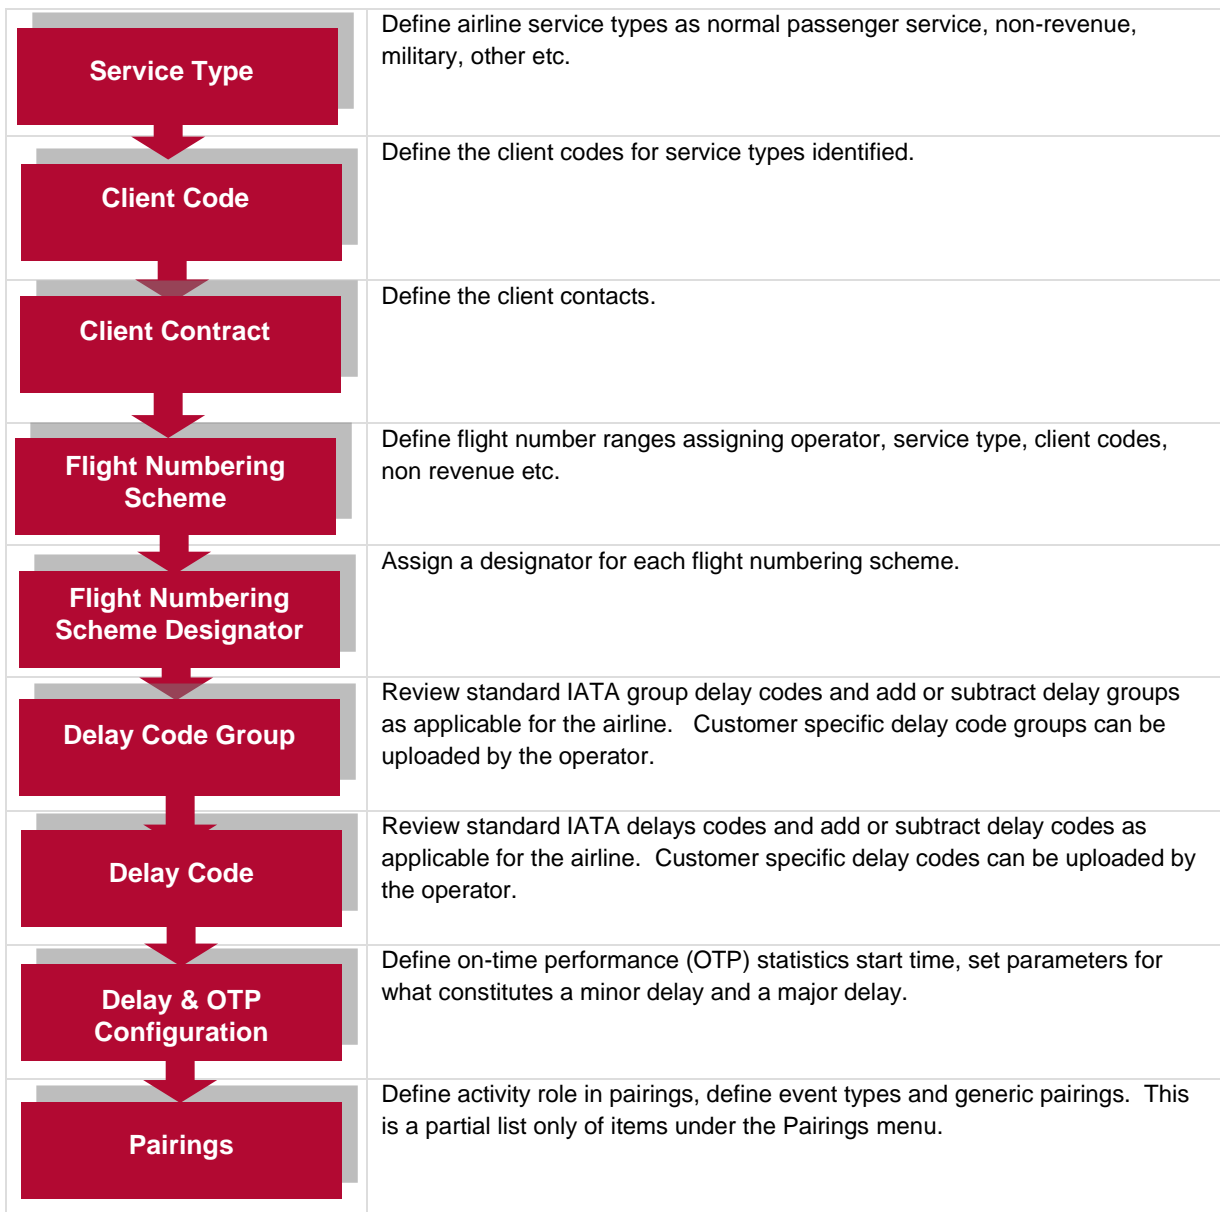 Service Type
Define airline service types as normal passenger service, non-revenue,
military, other etc.
Client Code
Define the client codes for service types identified.
Client Contract
Define the client contacts.
Flight Numbering
Scheme
Define flight number ranges assigning operator, service type, client codes,
non revenue etc.
Flight Numbering
Scheme Designator
Assign a designator for each flight numbering scheme.
Delay Code Group
Review standard IATA group delay codes and add or subtract delay groups
as applicable for the airline.   Customer specific delay code groups can be
uploaded by the operator.
Delay Code
Review standard IATA delays codes and add or subtract delay codes as
applicable for the airline.  Customer specific delay codes can be uploaded by
the operator.
Delay & OTP
Configuration
Define on-time performance (OTP) statistics start time, set parameters for
what constitutes a minor delay and a major delay.
Pairings
Define activity role in pairings, define event types and generic pairings.  This
is a partial list only of items under the Pairings menu.